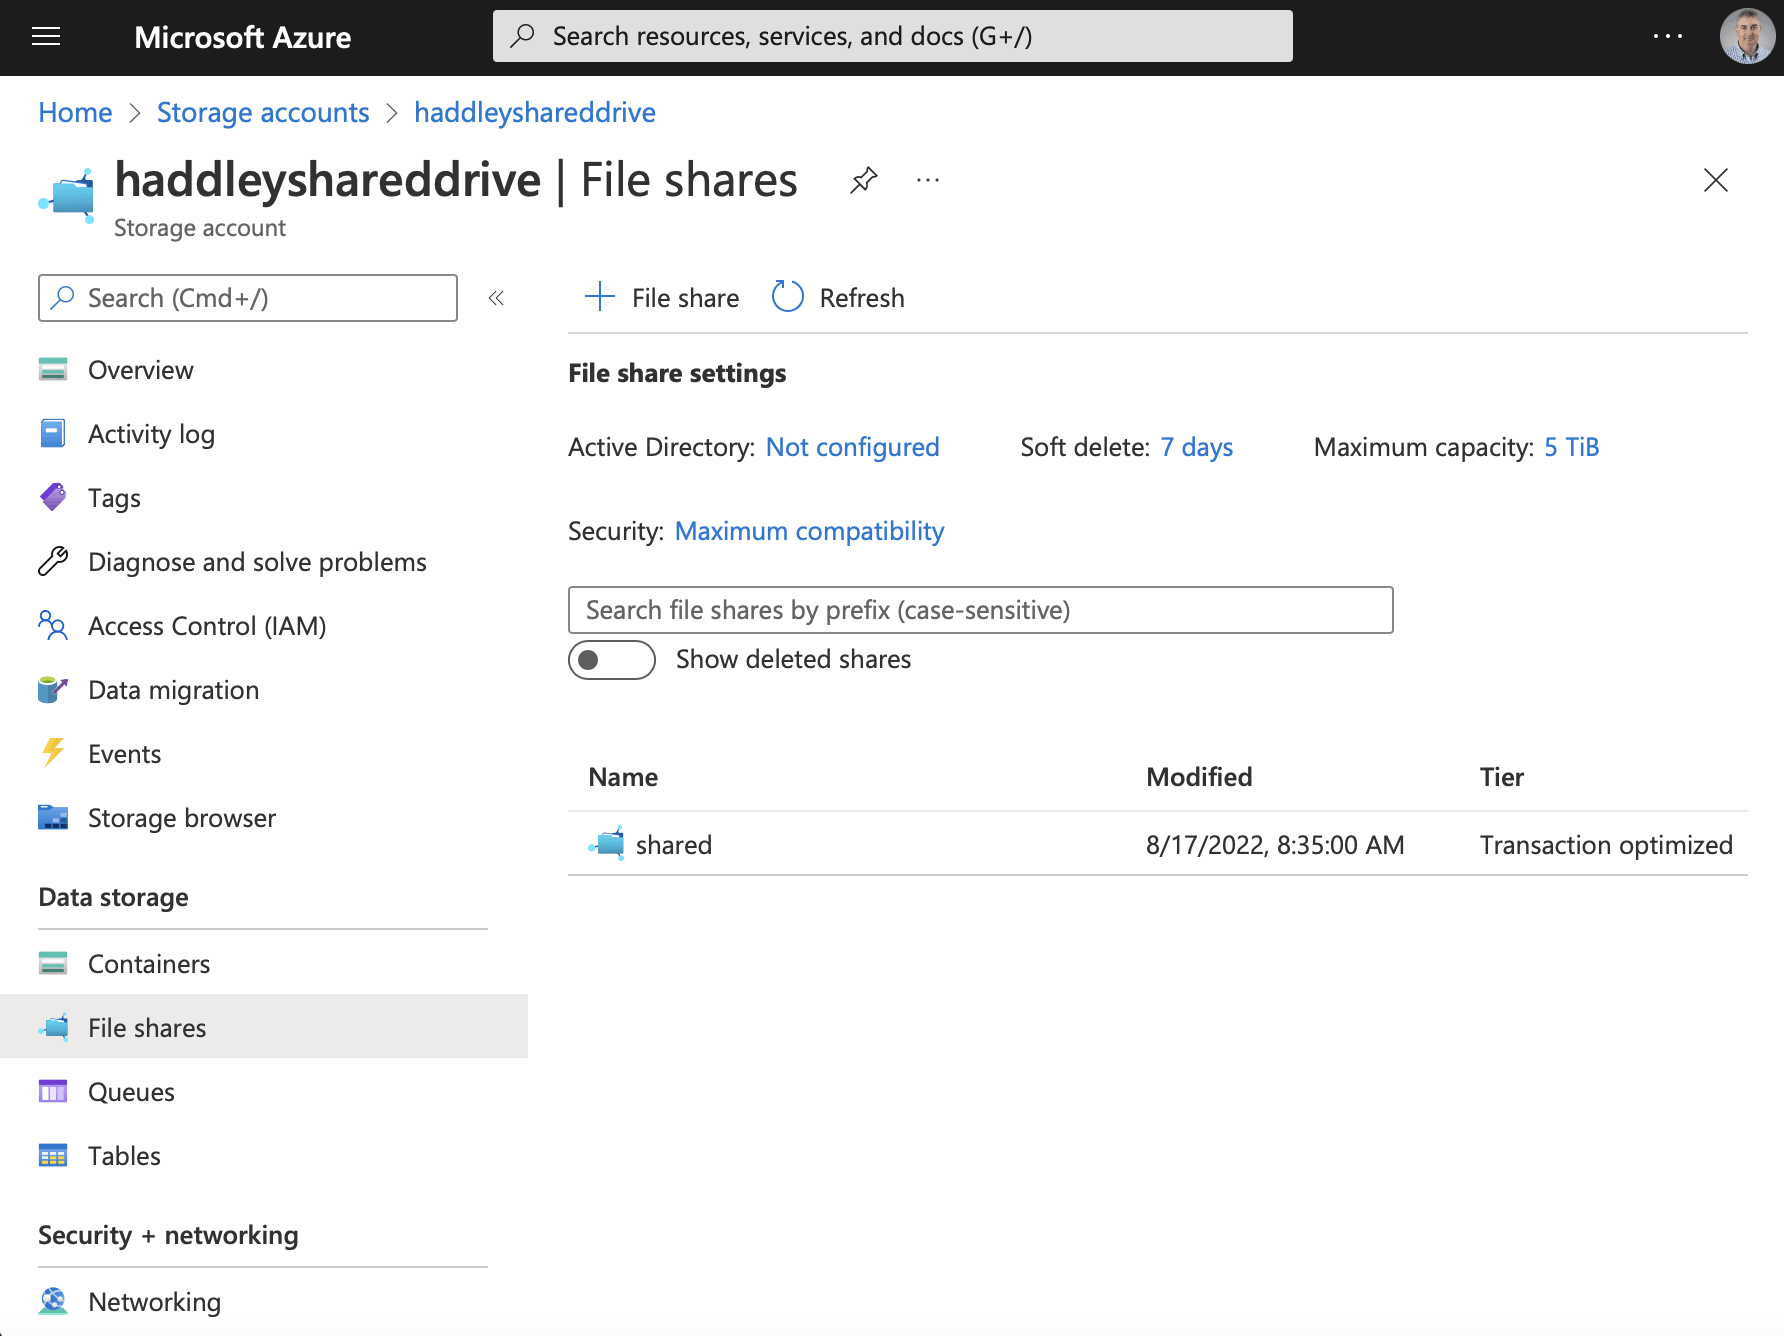 Microsoft Azure
Search resources, services, and docs (G+/)
Home > Storage accounts > haddleyshareddrive
haddleyshareddrive | File shares
Storage account
Search (Cmd+/)
Overview
Activity log
Tags
Diagnose and solve problems
Access Control (IAM)
Data migration
Events
Storage browser
Data storage
Containers
File shares
Queues
Tables
Security + networking
Networking
File share
Refresh
File share settings
Active Directory: Not configured
Soft delete: 7 days
Maximum capacity: 5 TiB
Security: Maximum compatibility
Search file shares by prefix (case-sensitive)
Show deleted shares
Name Modified Tier
shared 8/17/2022, 8:35:00 AM Transaction optimized